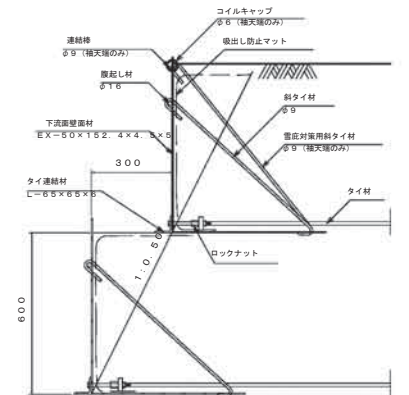 コイルキャップ
φ６（袖天端のみ）
連結棒
φ９（袖天端のみ）
吸出し防止マット
腹起し材
φ１６
斜タイ材
φ９
下流面壁面材
ＥＸ－５０×１５２．４×４．５×５
雪庇対策用斜タイ材
φ９（袖天端のみ）
３００
タイ連結材
Ｌ－６５×６５×６
タイ材
ロックナット
１：０．５０
６００